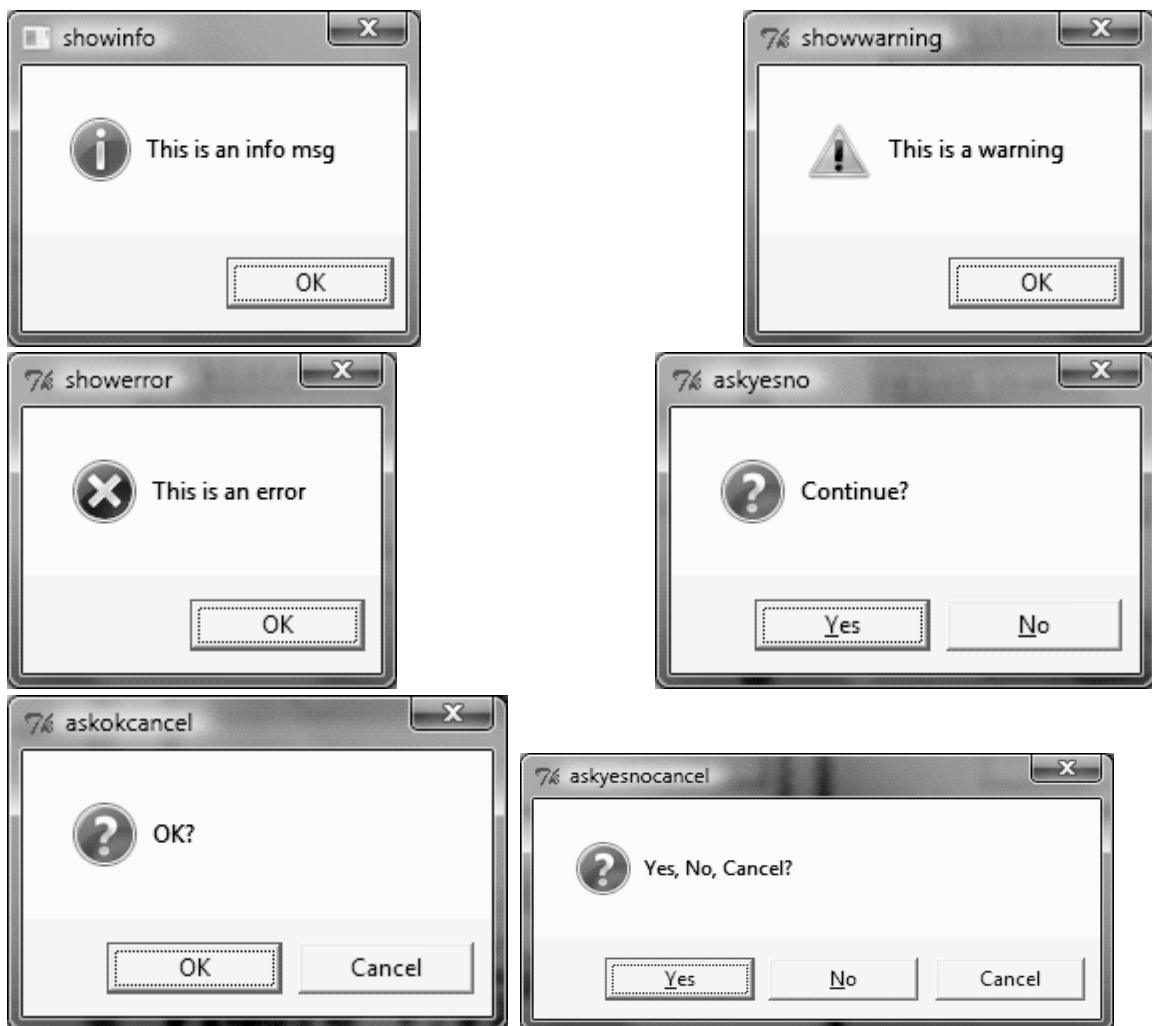 showinfo
This is an info msg
OK
showwarning
This is a warning
OK
showerror
This is an error
OK
askyesno
Continue?
Yes No
askokcancel
OK?
OK Cancel
askyesnocancel
Yes, No, Cancel?
Yes No Cancel